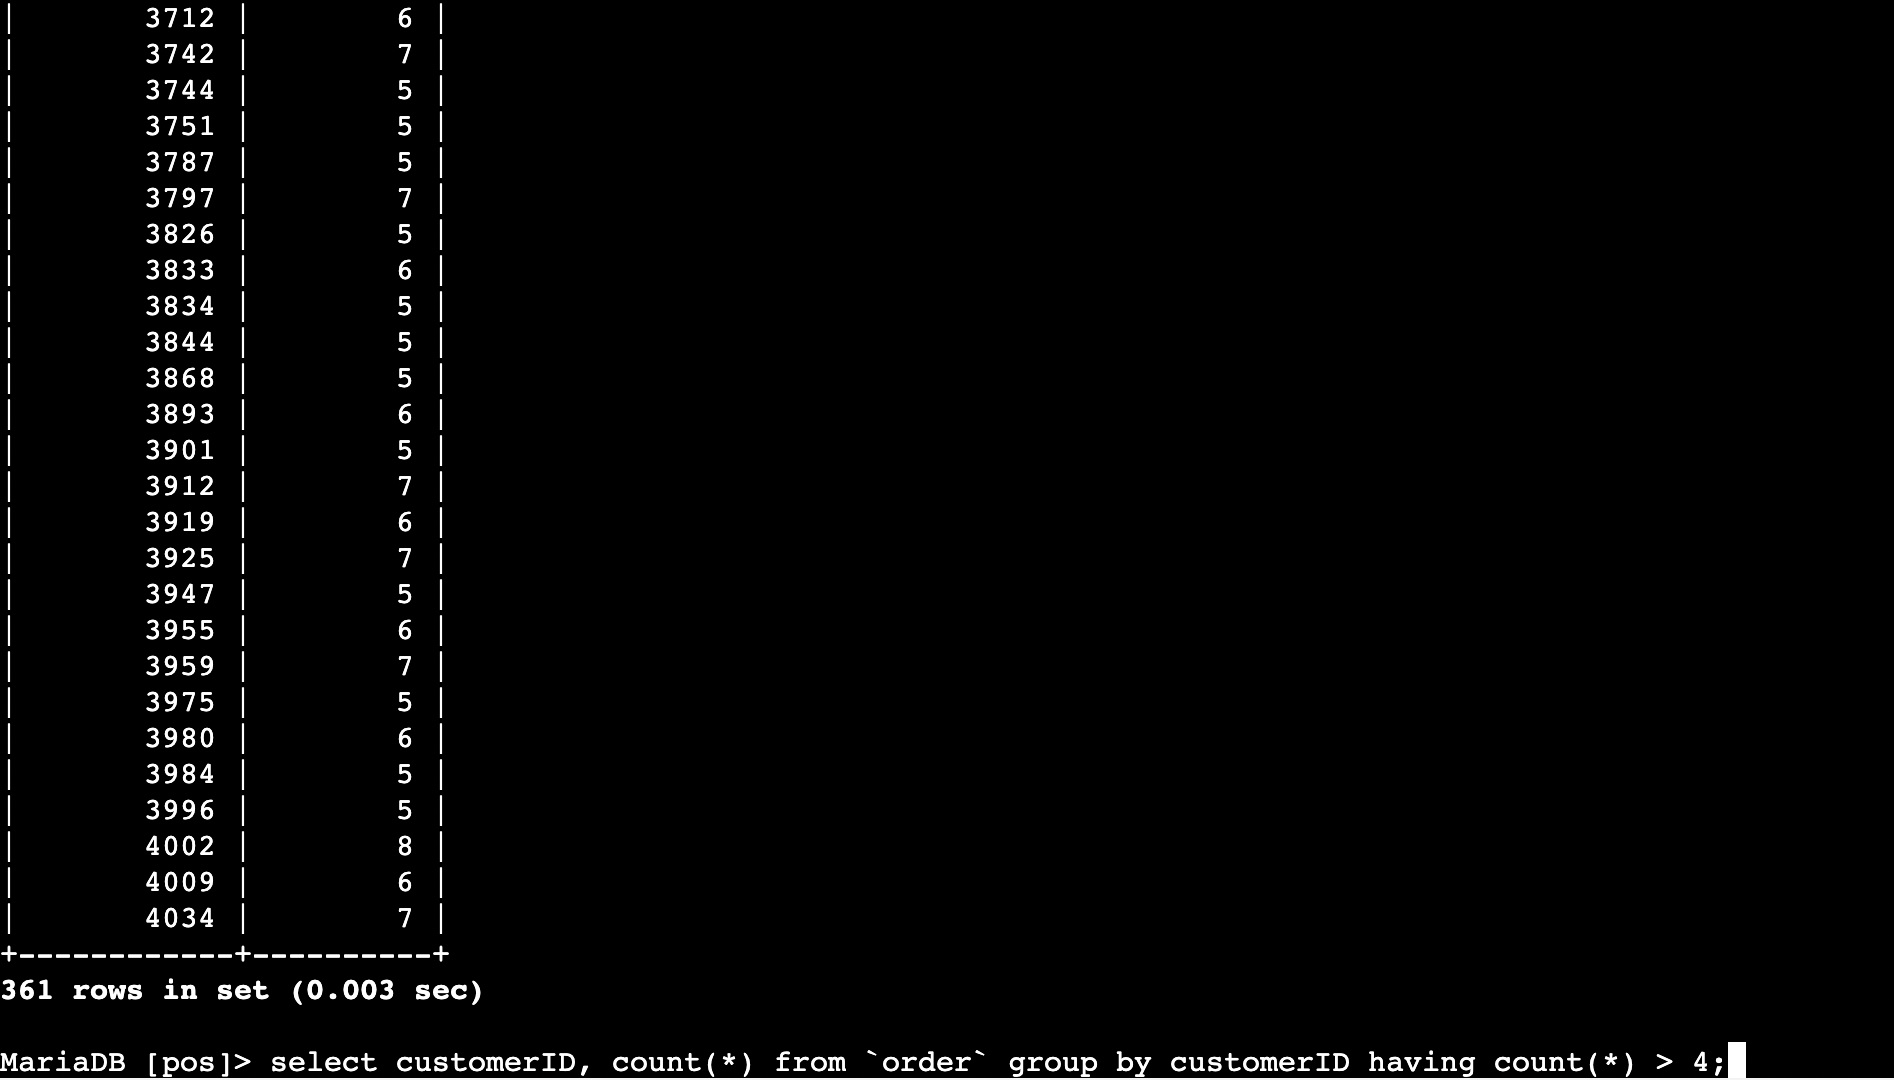 |       3712 |        6 |
|       3742 |        7 |
|       3744 |        5 |
|       3751 |        5 |
|       3787 |        5 |
|       3797 |        7 |
|       3826 |        5 |
|       3833 |        6 |
|       3834 |        5 |
|       3844 |        5 |
|       3868 |        5 |
|       3893 |        6 |
|       3901 |        5 |
|       3912 |        7 |
|       3919 |        6 |
|       3925 |        7 |
|       3947 |        5 |
|       3955 |        6 |
|       3959 |        7 |
|       3975 |        5 |
|       3980 |        6 |
|       3984 |        5 |
|       3996 |        5 |
|       4002 |        8 |
|       4009 |        6 |
|       4034 |        7 |
+------------+----------+
361 rows in set (0.003 sec)
MariaDB [pos]> select customerID, count(*) from `order` group by customerID having count(*) > 4;